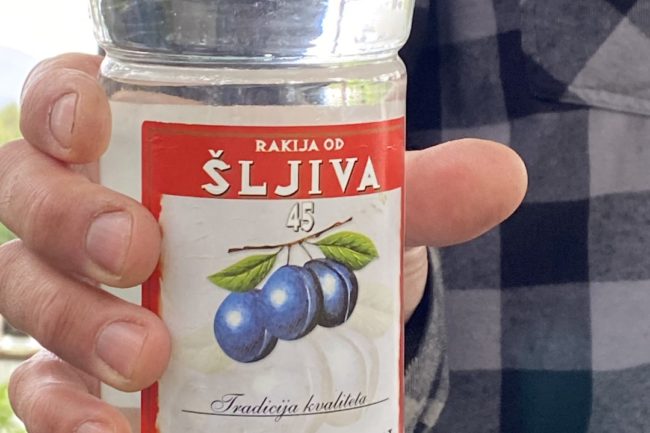 RAKIJA OD
ŠLJIVA
45
Tradicija kvaliteta